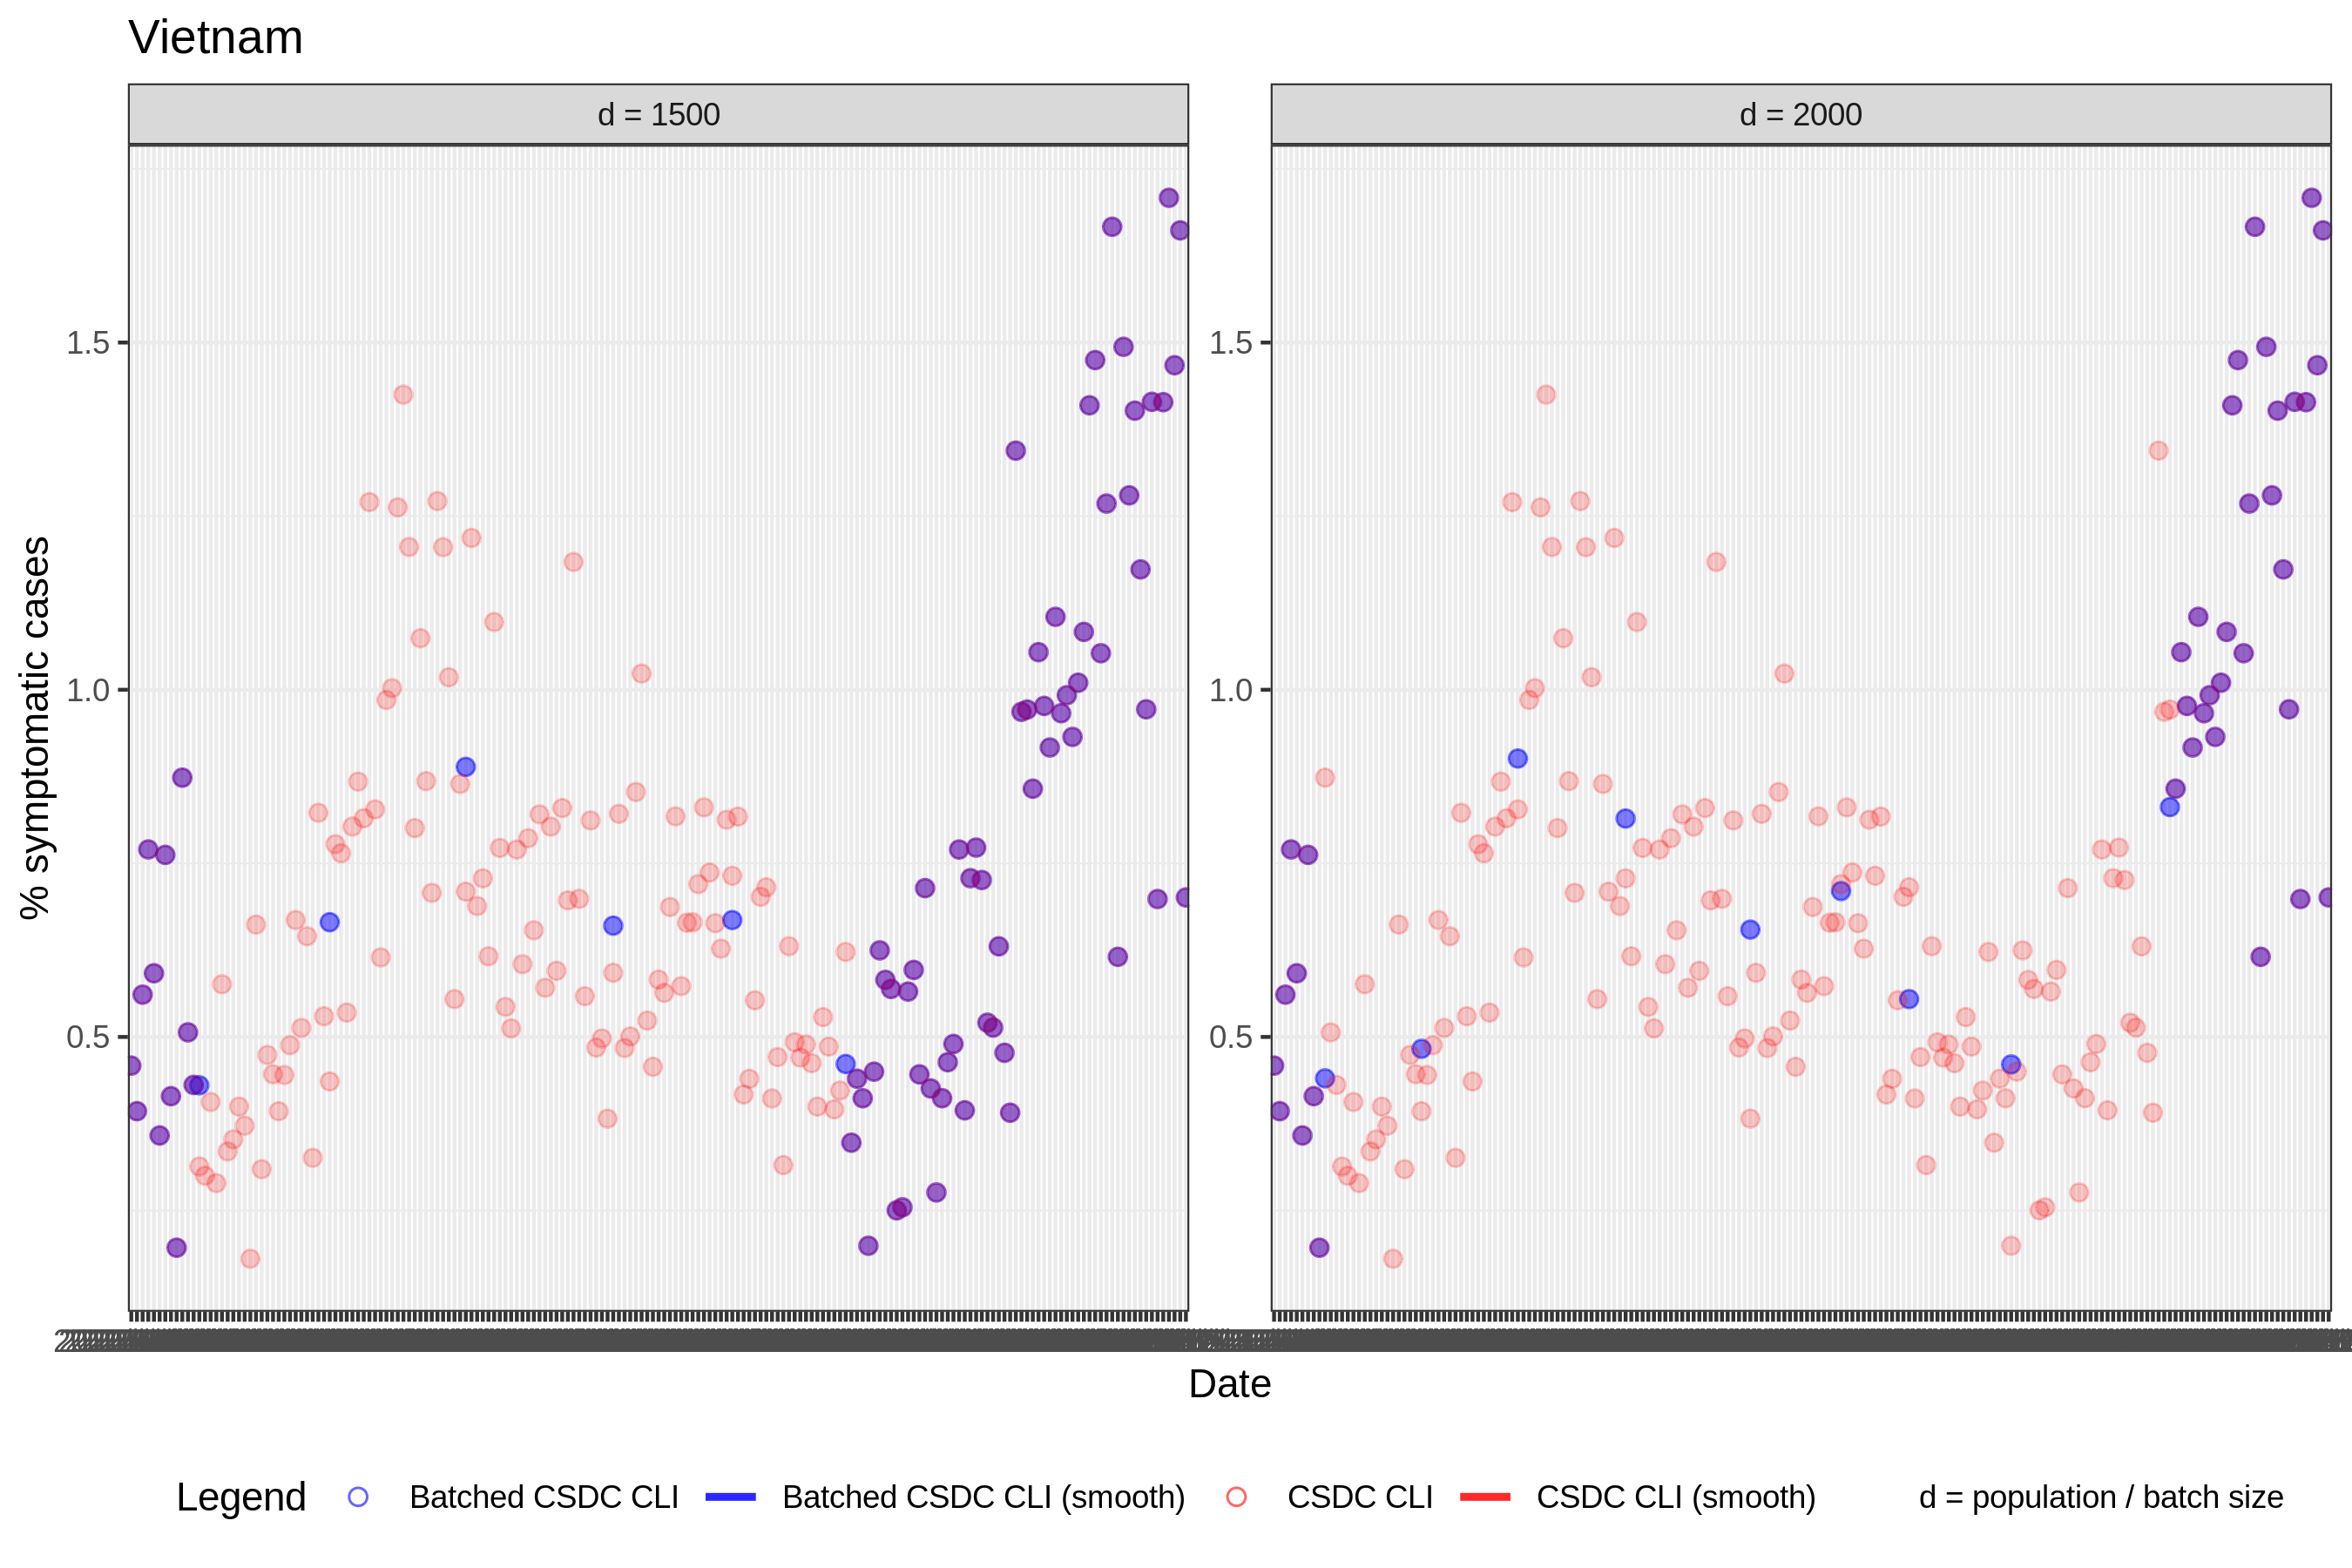 Vietnam
d = 1500
d = 2000
% symptomatic cases
1.5
1.0
0.5
1.5
1.0
0.5
Date
Legend
Batched CSDC CLI
Batched CSDC CLI (smooth)
CSDC CLI
CSDC CLI (smooth)
d = population / batch size